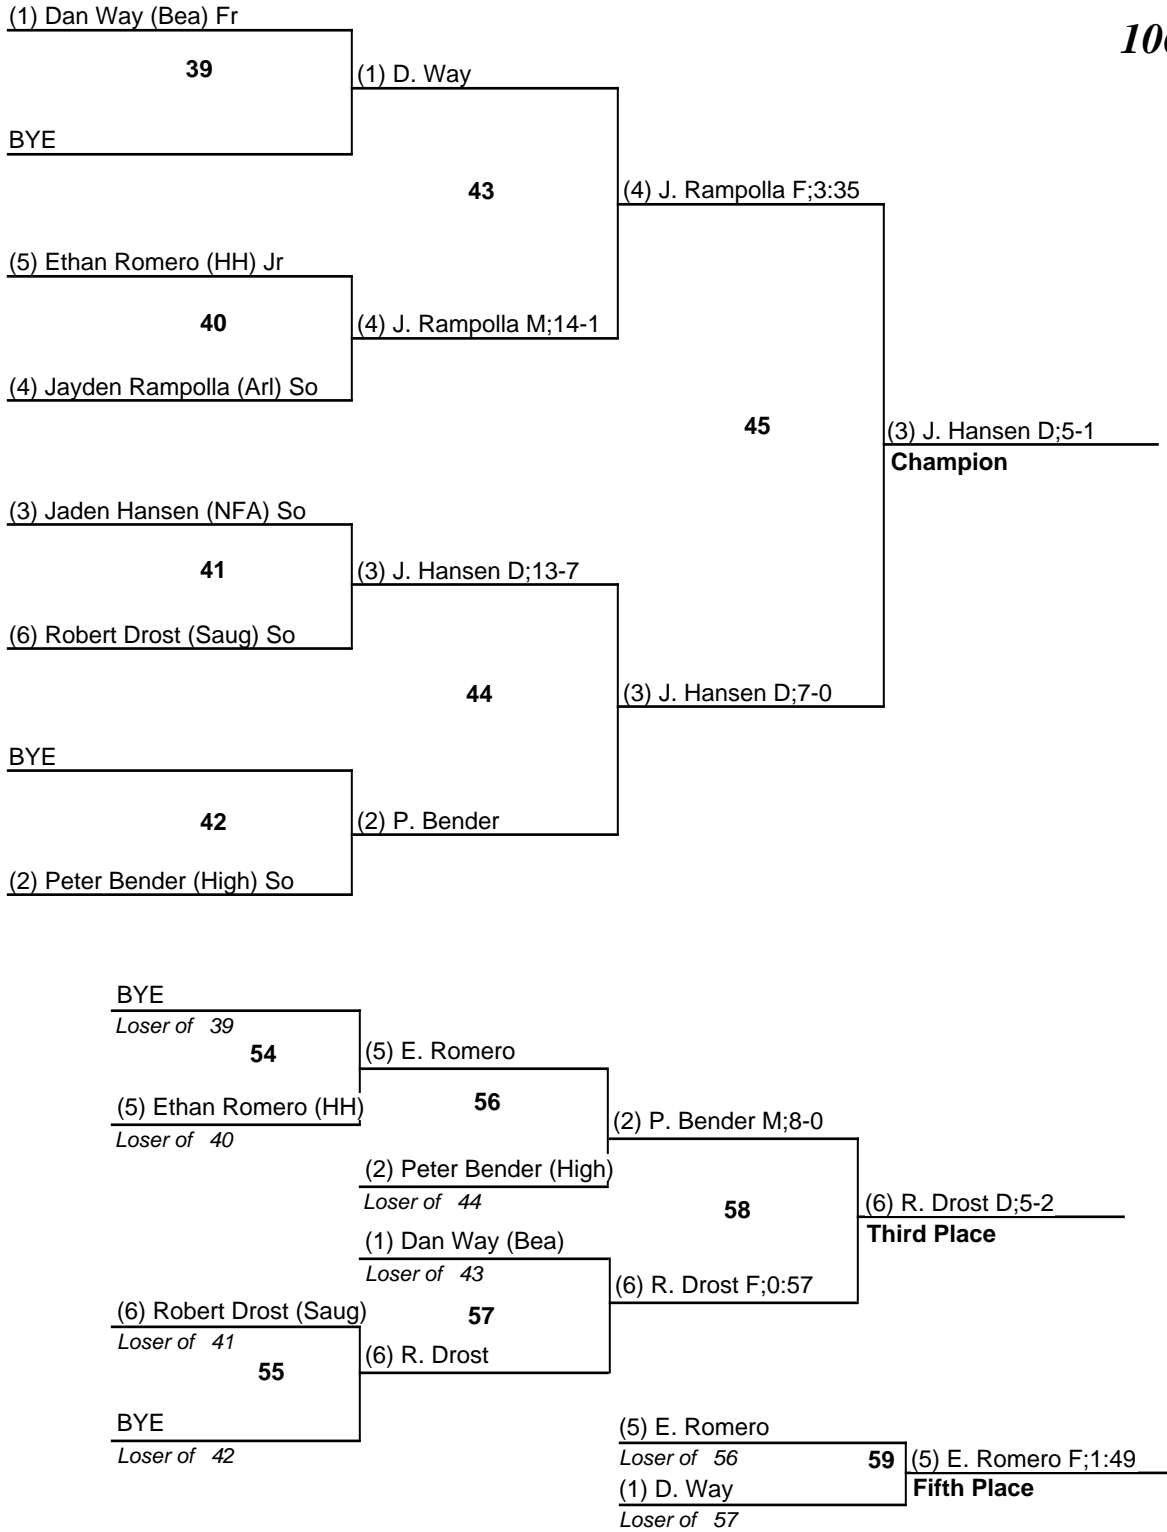 (1) Dan Way (Bea) Fr
39
(1) D. Way
BYE
43
(4) J. Rampolla F;3:35
(5) Ethan Romero (HH) Jr
40
(4) J. Rampolla M;14-1
(4) Jayden Rampolla (Arl) So
45
(3) J. Hansen D;5-1
Champion
(3) Jaden Hansen (NFA) So
41
(3) J. Hansen D;13-7
(6) Robert Drost (Saug) So
44
(3) J. Hansen D;7-0
BYE
42
(2) P. Bender
(2) Peter Bender (High) So
BYE
Loser of 39
54
(5) E. Romero
(5) Ethan Romero (HH)
Loser of 40
56
(2) P. Bender M;8-0
(2) Peter Bender (High)
Loser of 44
58
(6) R. Drost D;5-2
Third Place
(1) Dan Way (Bea)
Loser of 43
(6) R. Drost F;0:57
(6) Robert Drost (Saug)
Loser of 41
57
(6) R. Drost
55
BYE
Loser of 42
(5) E. Romero
Loser of 56
59
(5) E. Romero F;1:49
Fifth Place
(1) D. Way
Loser of 57